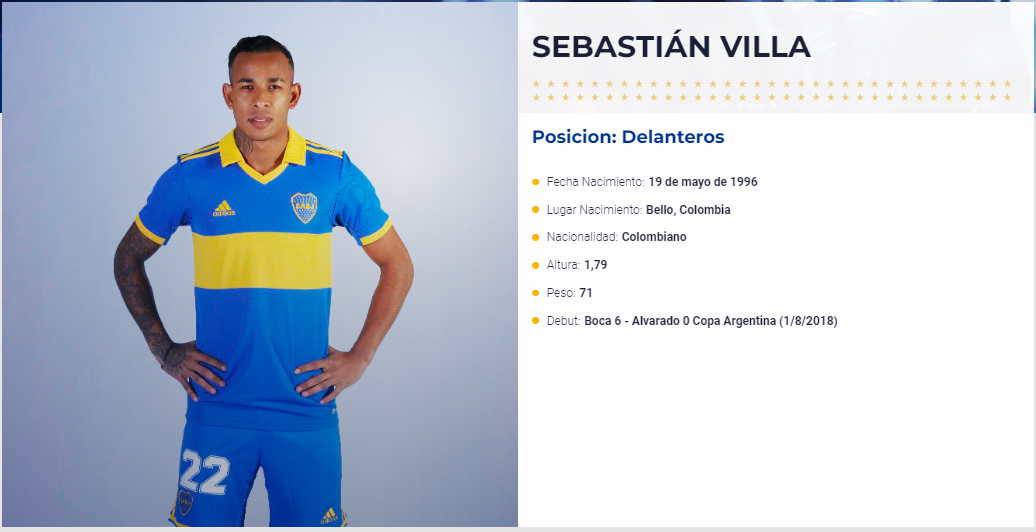 SEBASTIÁN VILLA
Posicion: Delanteros
Fecha Nacimiento: 19 de mayo de 1996
Lugar Nacimiento: Bello, Colombia
Nacionalidad: Colombiano
Altura: 1,79
Peso: 71
Debut: Boca 6 - Alvarado 0 Copa Argentina (1/8/2018)
adidas
CABJ
22